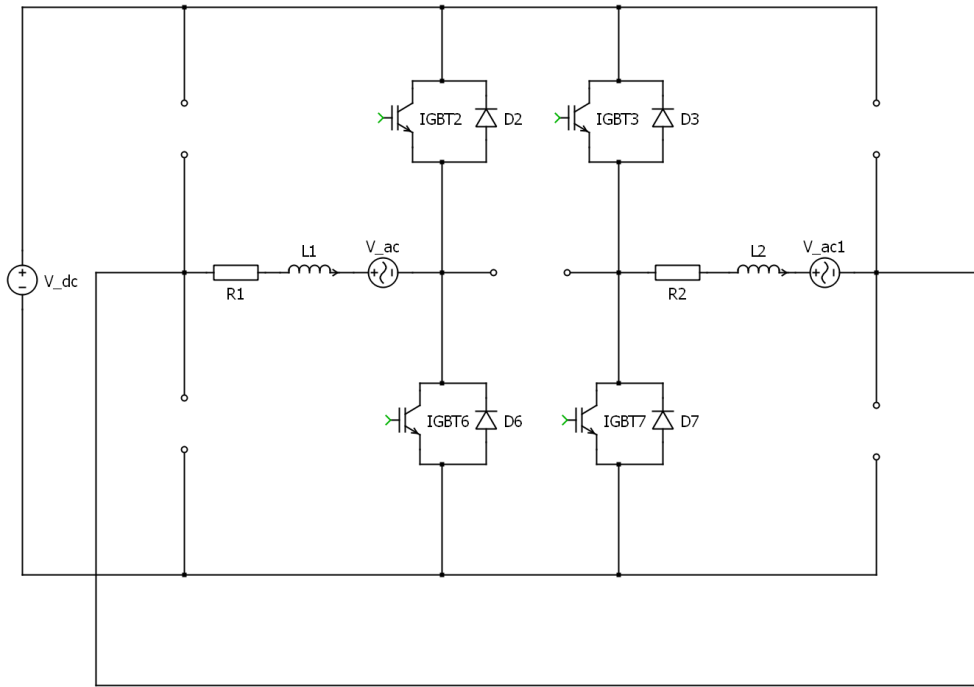 IGBT2 D2 IGBT3 D3
L1 V_ac L2 V_ac1
+ - + - + -
V_dc
R1 R2
IGBT6 D6 IGBT7 D7